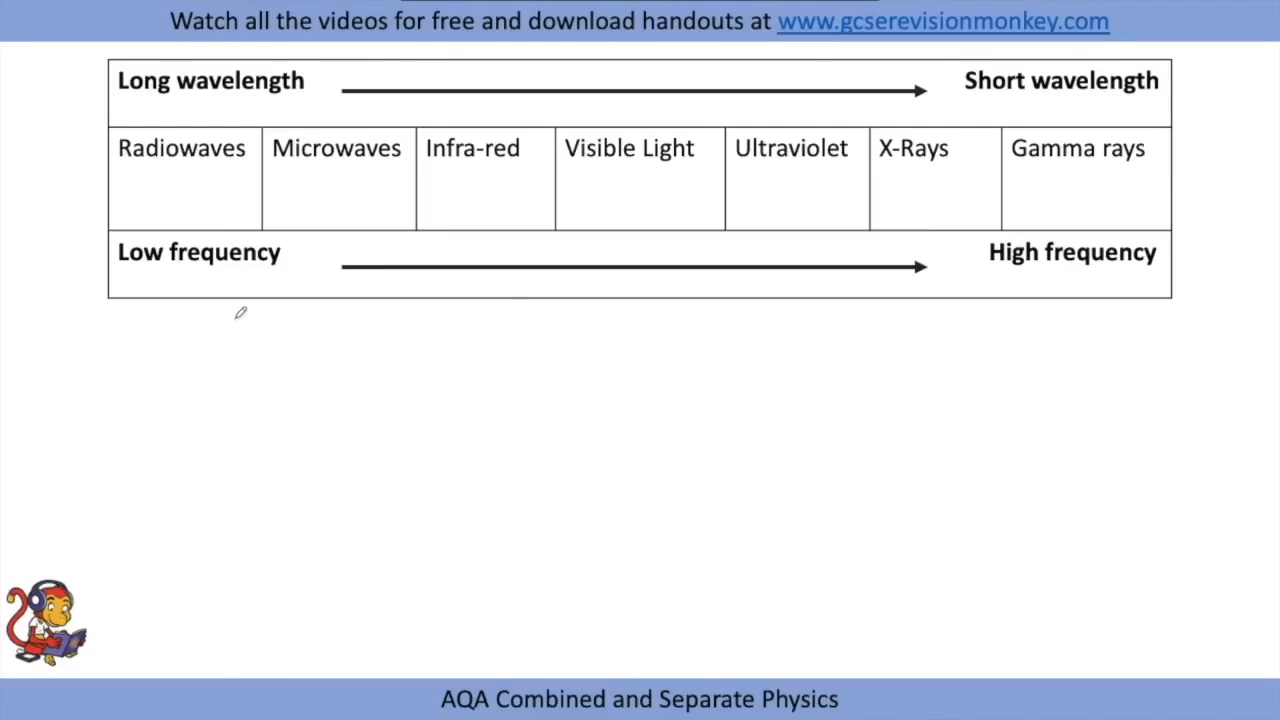 Watch all the videos for free and download handouts at www.gcserevisionmonkey.com
Long wavelength Short wavelength
Radiowaves Microwaves Infra-red Visible Light Ultraviolet X-Rays Gamma rays
Low frequency High frequency
AQA Combined and Separate Physics